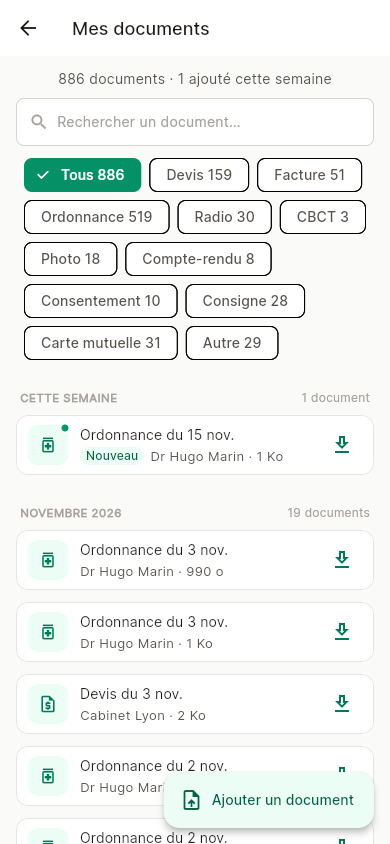 Mes documents
886 documents · 1 ajouté cette semaine
Rechercher un document...
Tous 886
Devis 159
Facture 51
Ordonnance 519
Radio 30
CBCT 3
Photo 18
Compte-rendu 8
Consentement 10
Consigne 28
Carte mutuelle 31
Autre 29
CETTE SEMAINE
1 document
Ordonnance du 15 nov.
Nouveau Dr Hugo Marin · 1 Ko
NOVEMBRE 2026
19 documents
Ordonnance du 3 nov.
Dr Hugo Marin · 990 o
Ordonnance du 3 nov.
Dr Hugo Marin · 1 Ko
Devis du 3 nov.
Cabinet Lyon · 2 Ko
Ordonnance du 2 nov.
Dr Hugo
Ajouter un document
Ordonnance du 2 nov.